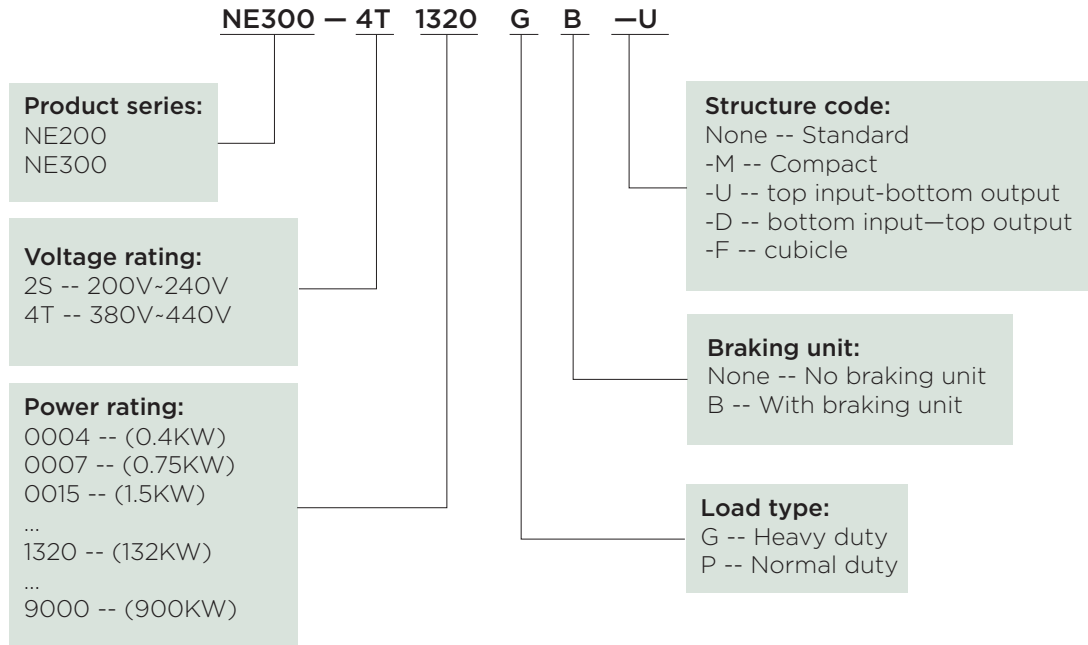 NE300 — 4T 1320 G B —U
Product series:
NE200
NE300
Voltage rating:
2S -- 200V~240V
4T -- 380V~440V
Power rating:
0004 -- (0.4KW)
0007 -- (0.75KW)
0015 -- (1.5KW)
...
1320 -- (132KW)
...
9000 -- (900KW)
Structure code:
None -- Standard
-M -- Compact
-U -- top input-bottom output
-D -- bottom input—top output
-F -- cubicle
Braking unit:
None -- No braking unit
B -- With braking unit
Load type:
G -- Heavy duty
P -- Normal duty